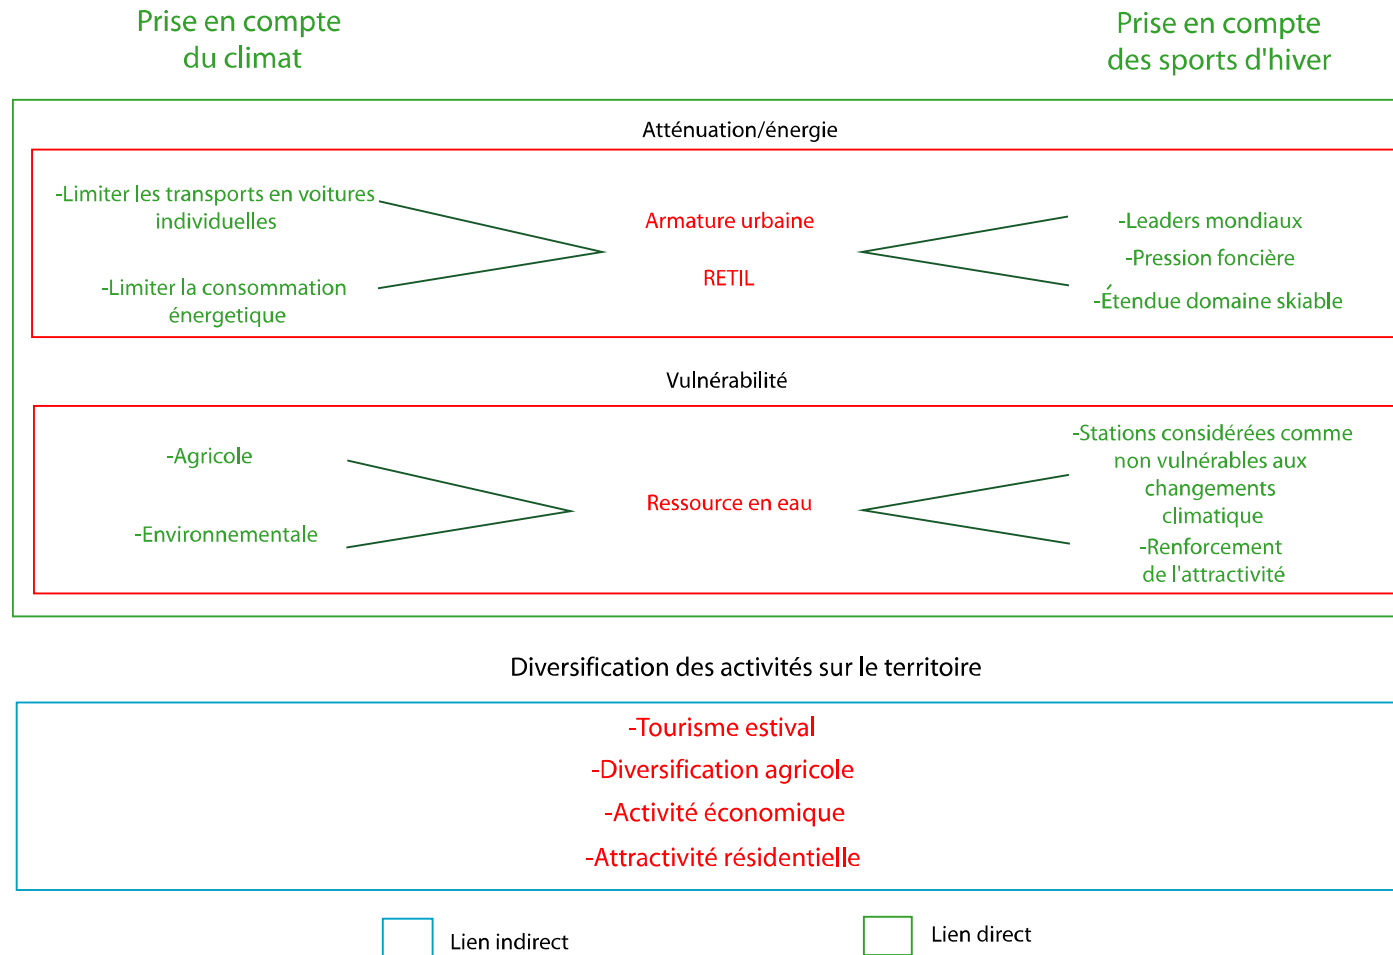 Prise en compte
du climat
Prise en compte
des sports d'hiver
Atténuation/énergie
-Limiter les transports en voitures
individuelles
-Limiter la consommation
énergetique
Armature urbaine
RETIL
-Leaders mondiaux
-Pression foncière
-Étendue domaine skiable
Vulnérabilité
-Agricole
-Environnementale
Ressource en eau
-Stations considérées comme
non vulnérables aux
changements
climatique
-Renforcement
de l'attractivité
Diversification des activités sur le territoire
-Tourisme estival
-Diversification agricole
-Activité économique
-Attractivité résidentielle
Lien indirect
Lien direct